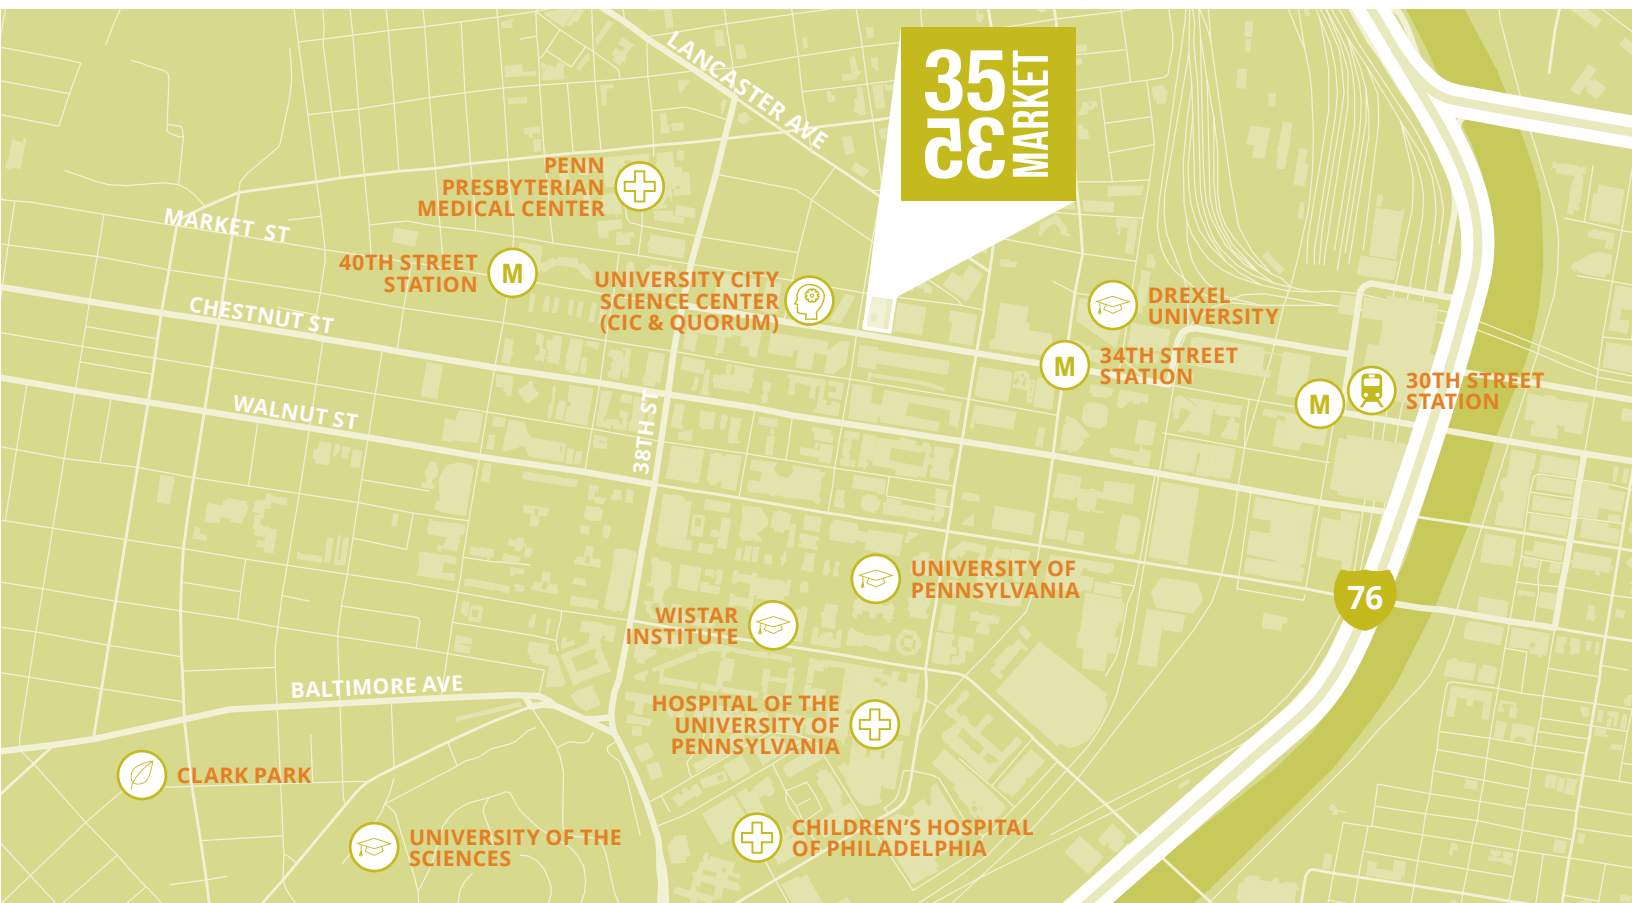 LANCASTER AVE
35
35
MARKET
PENN
PRESBYTERIAN
MEDICAL CENTER
MARKET ST
40TH STREET
STATION
M
UNIVERSITY CITY
SCIENCE CENTER
(CIC & QUORUM)
DREXEL
UNIVERSITY
CHESTNUT ST
M
34TH STREET
STATION
M
30TH STREET
STATION
WALNUT ST
38TH ST
UNIVERSITY OF
PENNSYLVANIA
76
WISTAR
INSTITUTE
BALTIMORE AVE
HOSPITAL OF THE
UNIVERSITY OF
PENNSYLVANIA
CLARK PARK
UNIVERSITY OF THE
SCIENCES
CHILDREN’S HOSPITAL
OF PHILADELPHIA